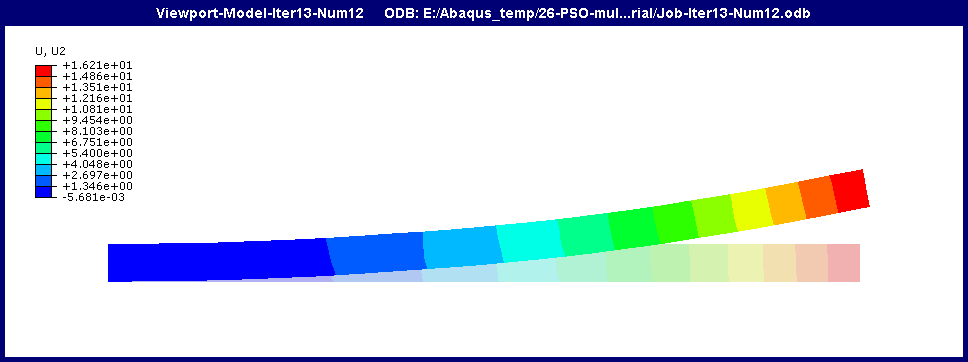 Viewport-Model-Iter13-Num12 ODB: E:/Abaqus_temp/26-PSO-mul...rial/Job-Iter13-Num12.odb
U, U2
+1.621e+01
+1.486e+01
+1.351e+01
+1.216e+01
+1.081e+01
+9.454e+00
+8.103e+00
+6.751e+00
+5.400e+00
+4.048e+00
+2.697e+00
+1.346e+00
-5.681e-03